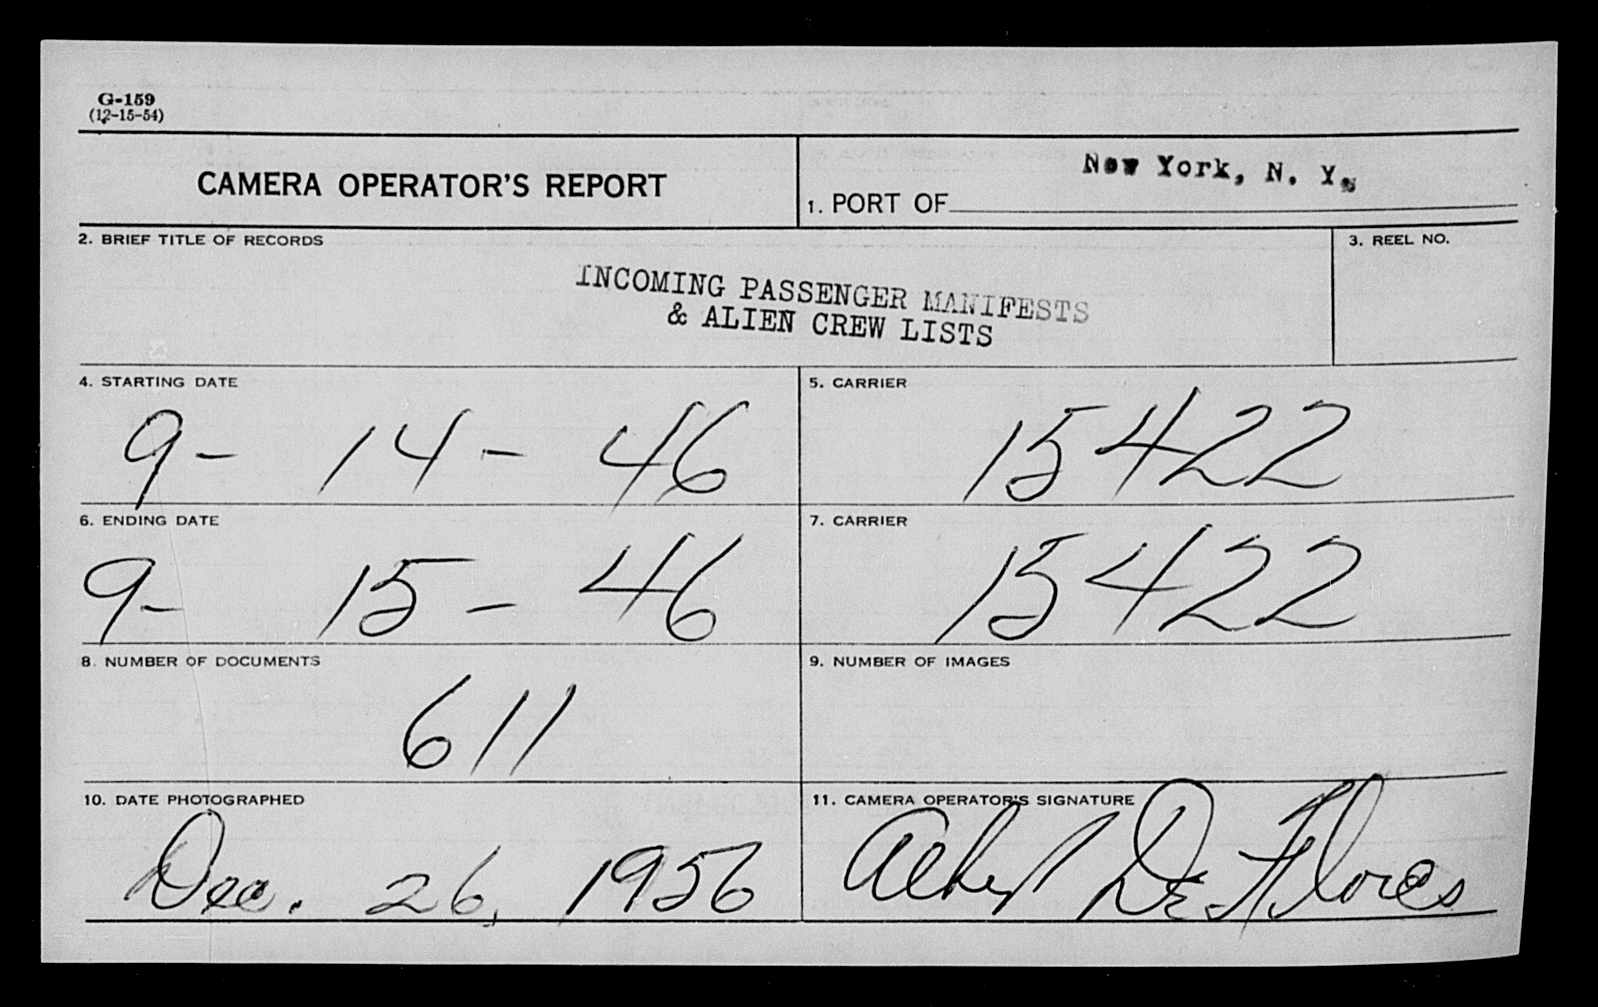 G-159
(12-15-54)
CAMERA OPERATOR'S REPORT
1. PORT OF New York, N. Y.
2. BRIEF TITLE OF RECORDS
INCOMING PASSENGER MANIFESTS
& ALIEN CREW LISTS
3. REEL NO.
4. STARTING DATE
9- 14-46
5. CARRIER
15422
6. ENDING DATE
9- 15-46
7. CARRIER
15422
8. NUMBER OF DOCUMENTS
611
9. NUMBER OF IMAGES
10. DATE PHOTOGRAPHED
Dec. 26, 1956
11. CAMERA OPERATOR'S SIGNATURE
Albert De Flores